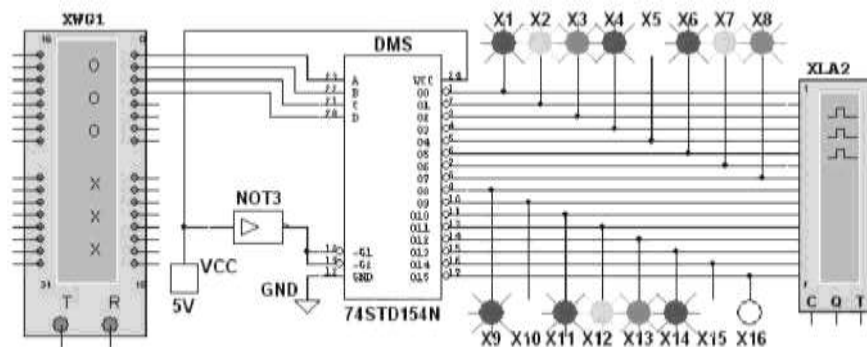 XWG1
DMS
X1 X2 X3 X4 X5 X6 X7 X8
XLA2
A
B
C
D
VCC
O0
O1
O2
O3
O4
O5
O6
O7
O8
O9
O10
O11
O12
O13
O14
O15
NOT3
VCC
5V
GND
74STD154N
GND
T R
X9 X10 X11 X12 X13 X14 X15 X16
C Q T